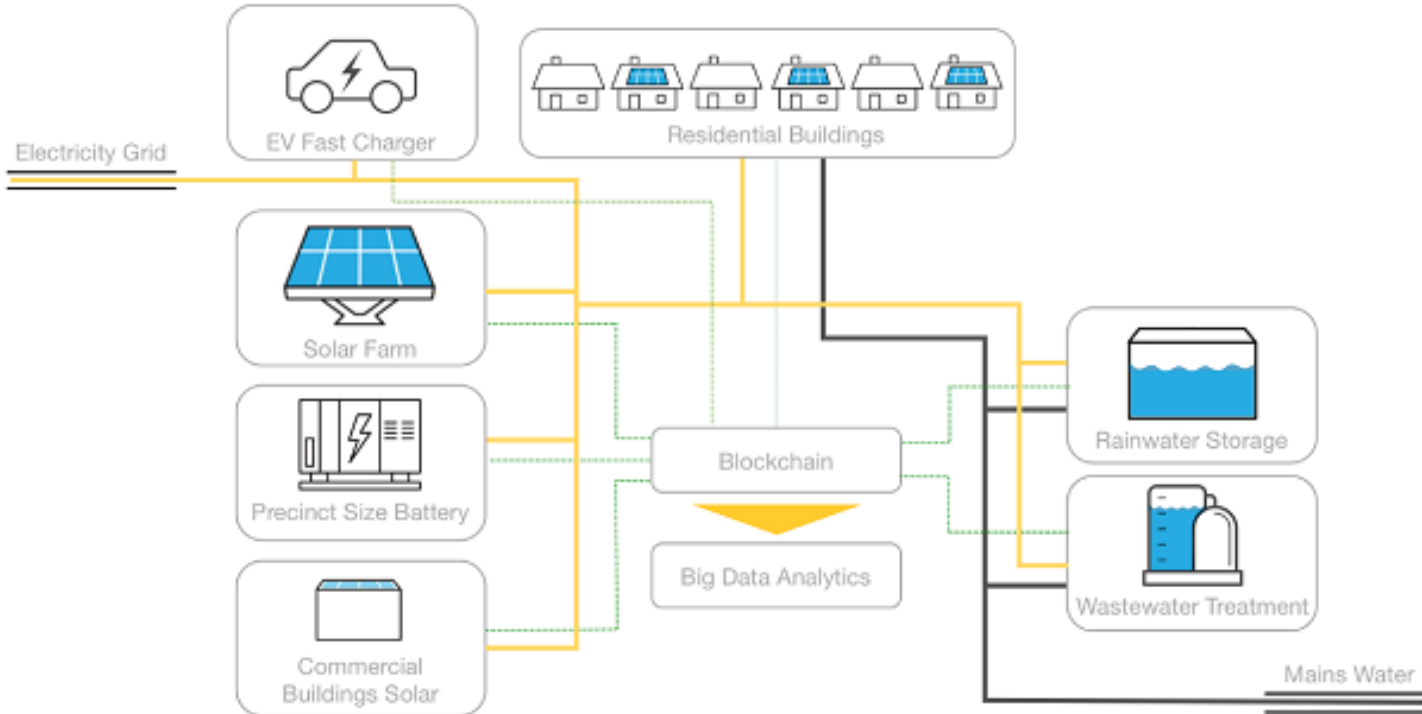 EV Fast Charger
Residential Buildings
Electricity Grid
Solar Farm
Rainwater Storage
Blockchain
Precinct Size Battery
Big Data Analytics
Wastewater Treatment
Commercial
Buildings Solar
Mains Water